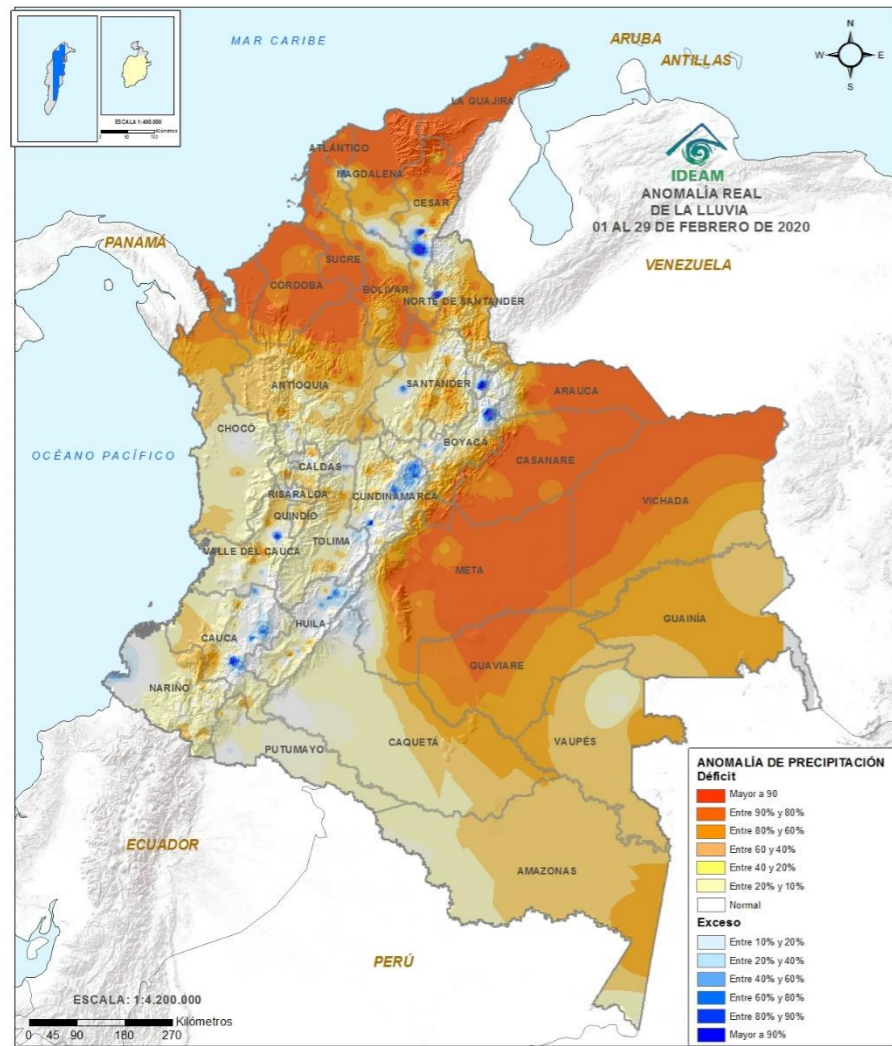 MAR CARIBE
ARUBA
ANTILLAS
N
W
E
S
ESCALA 1:400.000
Kilómetros
LA GUAJIRA
ATLÁNTICO
MAGDALENA
CESAR
IDEAM
ANOMALÍA REAL
DE LA LLUVIA
01 AL 29 DE FEBRERO DE 2020
PANAMÁ
VENEZUELA
SUCRE
CÓRDOBA
BOLIVAR
NORTE DE SANTANDER
ANTIOQUIA
SANTANDER
ARAUCA
CHOCÓ
BOYACÁ
OCÉANO PACÍFICO
CALDAS
CASANARE
RISARALDA
CUNDINAMARCA
VICHADA
QUINDÍO
TOLIMA
VALLE DEL CAUCA
META
GUAINÍA
HUILA
CAUCA
GUAVIARE
NARIÑO
CAQUETÁ
VAUPÉS
PUTUMAYO
ECUADOR
AMAZONAS
PERÚ
ANOMALÍA DE PRECIPITACIÓN
Déficit
Mayor a 90
Entre 90% y 80%
Entre 80% y 60%
Entre 60 y 40%
Entre 40 y 20%
Entre 20% y 10%
Normal
Exceso
Entre 10% y 20%
Entre 20% y 40%
Entre 40% y 60%
Entre 60% y 80%
Entre 80% y 90%
Mayor a 90%
ESCALA: 1:4.200.000
Kilómetros
0 45 90 180 270